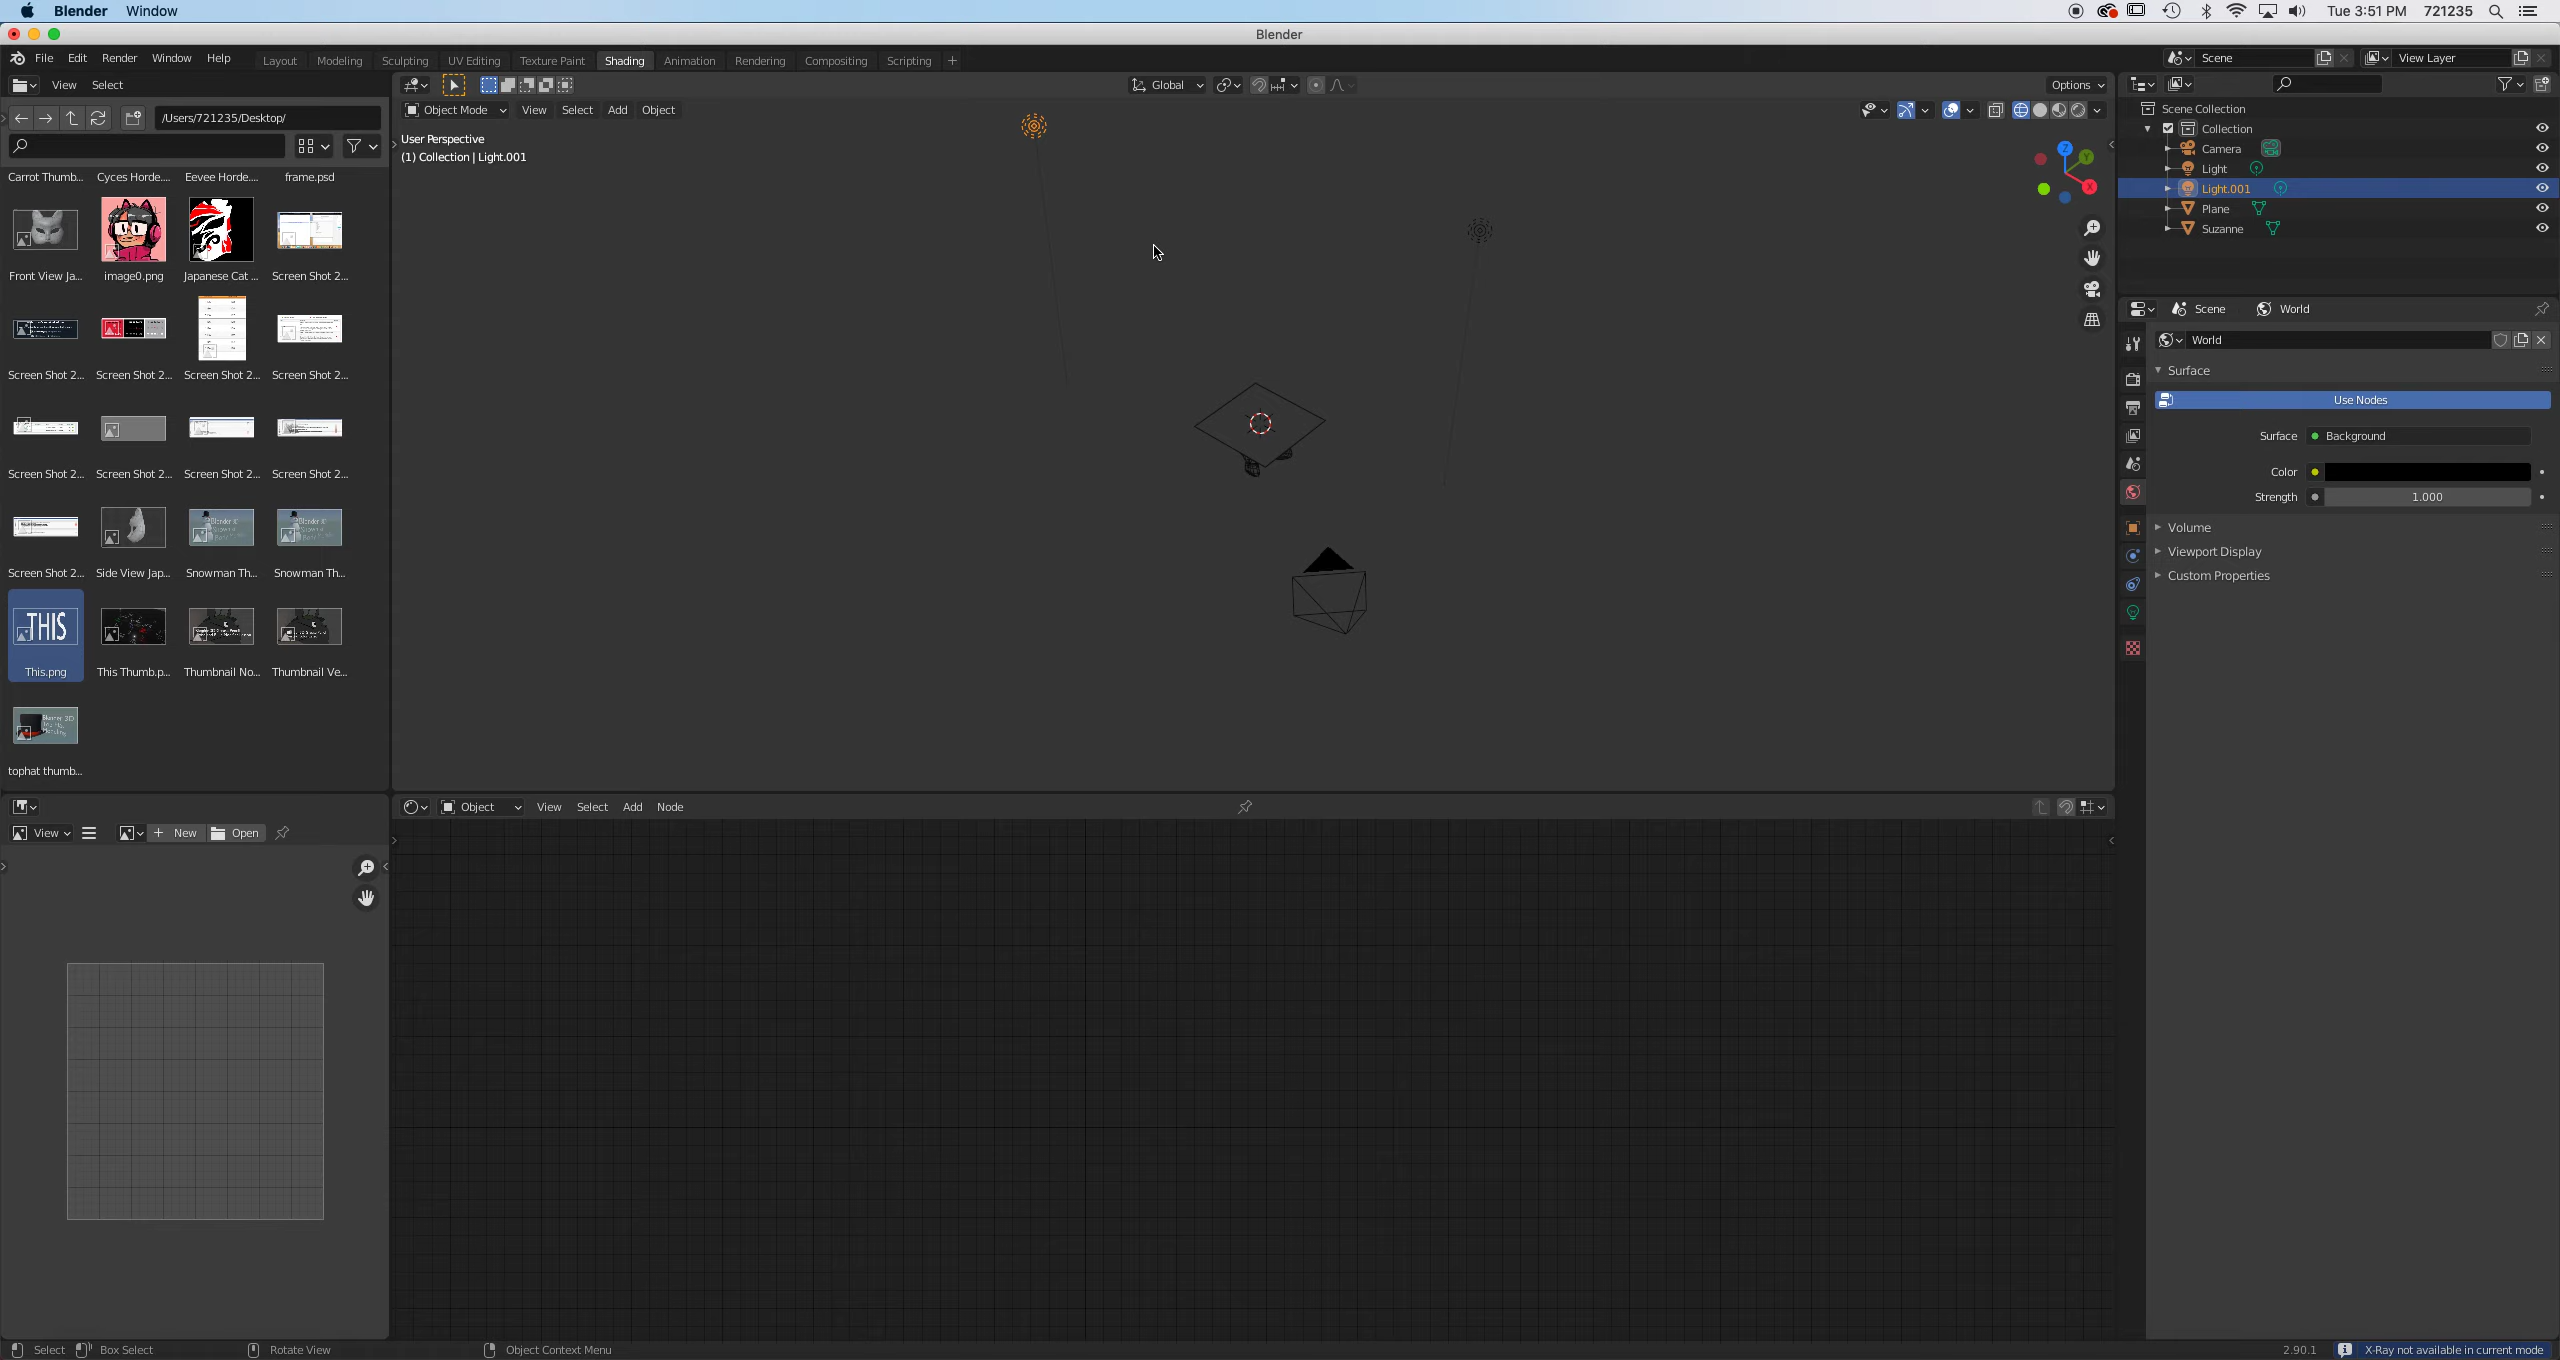 Blender Window
Tue 3:51 PM 721235
Blender
File Edit Render Window Help
Layout Modeling Sculpting UV Editing Texture Paint Shading Animation Rendering Compositing Scripting +
Scene
View Layer
View Select
Global
Options
/Users/721235/Desktop/
Object Mode View Select Add Object
User Perspective
(1) Collection | Light.001
Z
Y
X
Carrot Thumb... Cyces Horde.... Eevee Horde.... frame.psd
Front View Ja... image0.png Japanese Cat ... Screen Shot 2...
Screen Shot 2... Screen Shot 2... Screen Shot 2... Screen Shot 2...
Screen Shot 2... Screen Shot 2... Screen Shot 2... Screen Shot 2...
Screen Shot 2... Side View Jap... Snowman Th... Snowman Th...
THIS
This.png This Thumb.p... Thumbnail No... Thumbnail Ve...
tophat thumb...
Scene Collection
Collection
Camera
Light
Light.001
Plane
Suzanne
Scene World
World
Surface
Use Nodes
Surface Background
Color
Strength 1.000
Volume
Viewport Display
Custom Properties
View New Open
Object View Select Add Node
Select Box Select Rotate View Object Context Menu
2.90.1 X-Ray not available in current mode